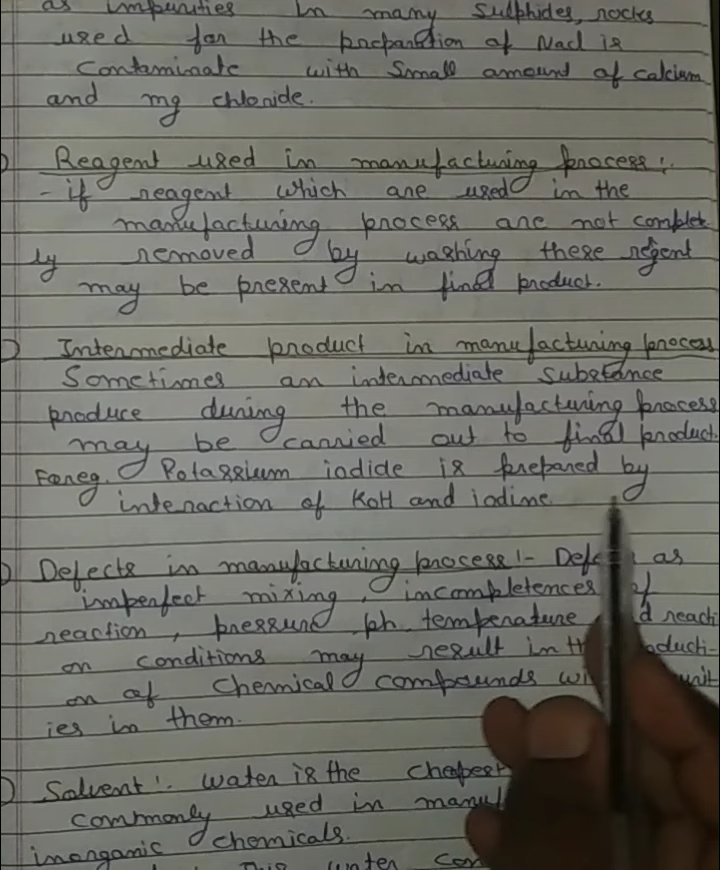 as impurities in many sulphides, rocks
used for the preparation of Nacl is
contaminate with small amount of calcium
and mg chloride.
Reagent used in manufacturing process :-
- if reagent which are used in the
manufacturing process are not complet
ly removed by washing these regent
may be present in final product.
Intermediate product in manufacturing process
Sometimes an intermediate substance
produce during the manufacturing process
may be carried out to final product.
Foreg. Potassium iodide is prepared by
interaction of KOH and iodine.
Defects in manufacturing process :- as
imperfect mixing, incompletences of
reaction, pressure ph temperature reacti
on conditions may result in
on of chemical compounds
ies in them.
Solvent :- water is the cheapest
commonly used in
inorganic chemicals.
water